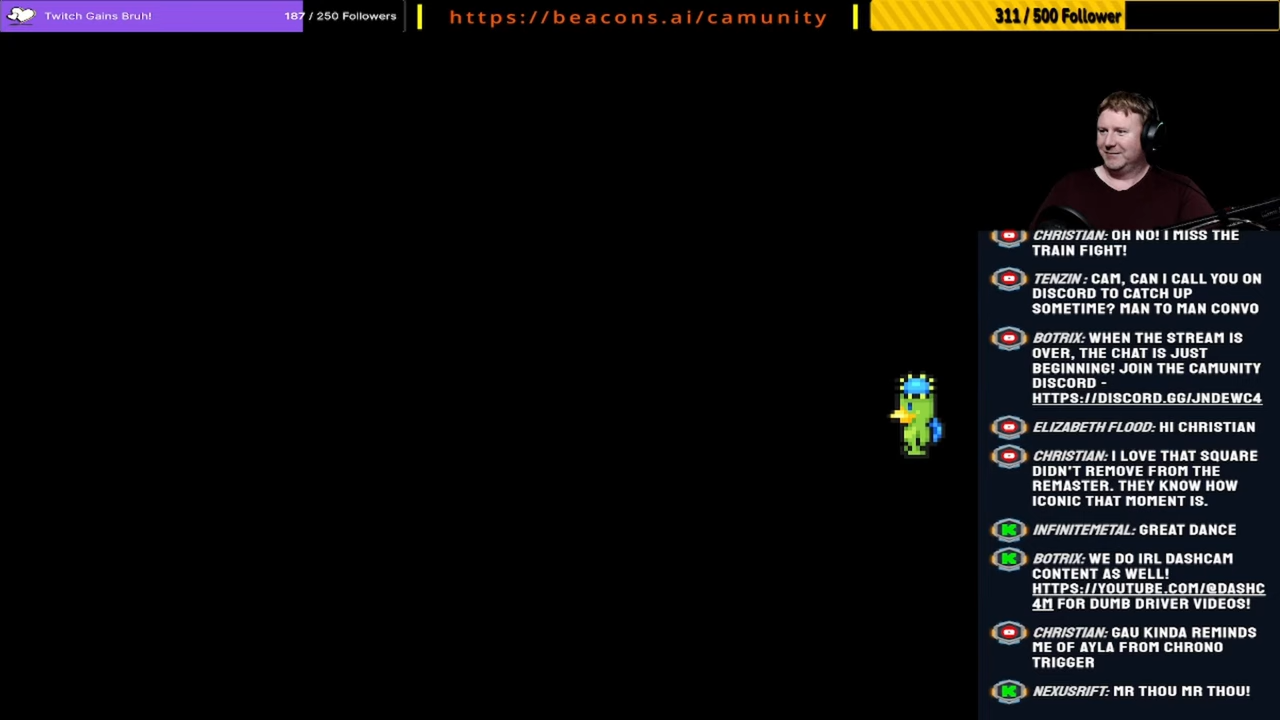 Twitch Gains Bruh!
187 / 250 Followers
https://beacons.ai/camunity
311 / 500 Follower
CHRISTIAN: OH NO! I MISS THE
TRAIN FIGHT!
TENZIN : CAM, CAN I CALL YOU ON
DISCORD TO CATCH UP
SOMETIME? MAN TO MAN CONVO
BOTRIX: WHEN THE STREAM IS
OVER, THE CHAT IS JUST
BEGINNING! JOIN THE CAMUNITY
DISCORD -
HTTPS://DISCORD.GG/JNDEWC4
ELIZABETH FLOOD: HI CHRISTIAN
CHRISTIAN: I LOVE THAT SQUARE
DIDN'T REMOVE FROM THE
REMASTER. THEY KNOW HOW
ICONIC THAT MOMENT IS.
INFINITEMETAL: GREAT DANCE
BOTRIX: WE DO IRL DASHCAM
CONTENT AS WELL!
HTTPS://YOUTUBE.COM/@DASHC
4M FOR DUMB DRIVER VIDEOS!
CHRISTIAN: GAU KINDA REMINDS
ME OF AYLA FROM CHRONO
TRIGGER
NEXUSRIFT: MR THOU MR THOU!